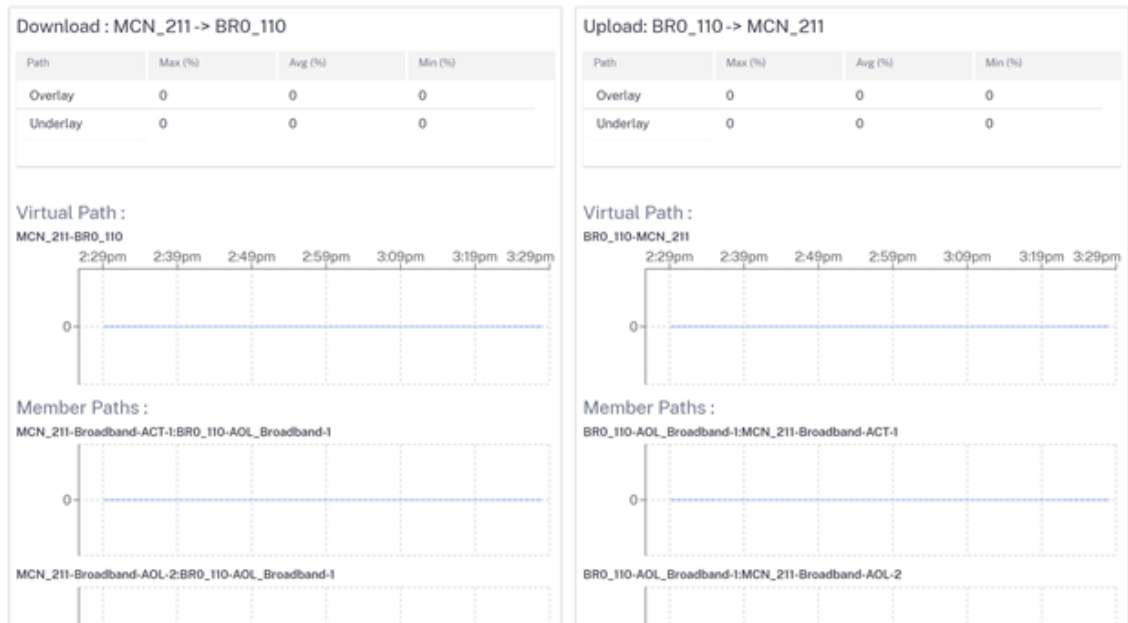 Download : MCN_211 -> BR0_110
Path Max (%) Avg (%) Min (%)
Overlay 0 0 0
Underlay 0 0 0
Virtual Path :
MCN_211-BR0_110
2:29pm 2:39pm 2:49pm 2:59pm 3:09pm 3:19pm 3:29pm
0
Member Paths :
MCN_211-Broadband-ACT-1:BR0_110-AOL_Broadband-1
0
MCN_211-Broadband-AOL-2:BR0_110-AOL_Broadband-1
Upload: BR0_110 -> MCN_211
Path Max (%) Avg (%) Min (%)
Overlay 0 0 0
Underlay 0 0 0
Virtual Path :
BR0_110-MCN_211
2:29pm 2:39pm 2:49pm 2:59pm 3:09pm 3:19pm 3:29pm
0
Member Paths :
BR0_110-AOL_Broadband-1:MCN_211-Broadband-ACT-1
0
BR0_110-AOL_Broadband-1:MCN_211-Broadband-AOL-2